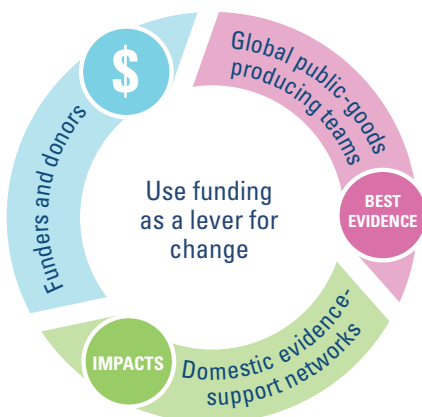 $
Funders and donors
Global public-goods
producing teams
BEST
EVIDENCE
Use funding
as a lever for
change
IMPACTS
Domestic evidence-
support networks